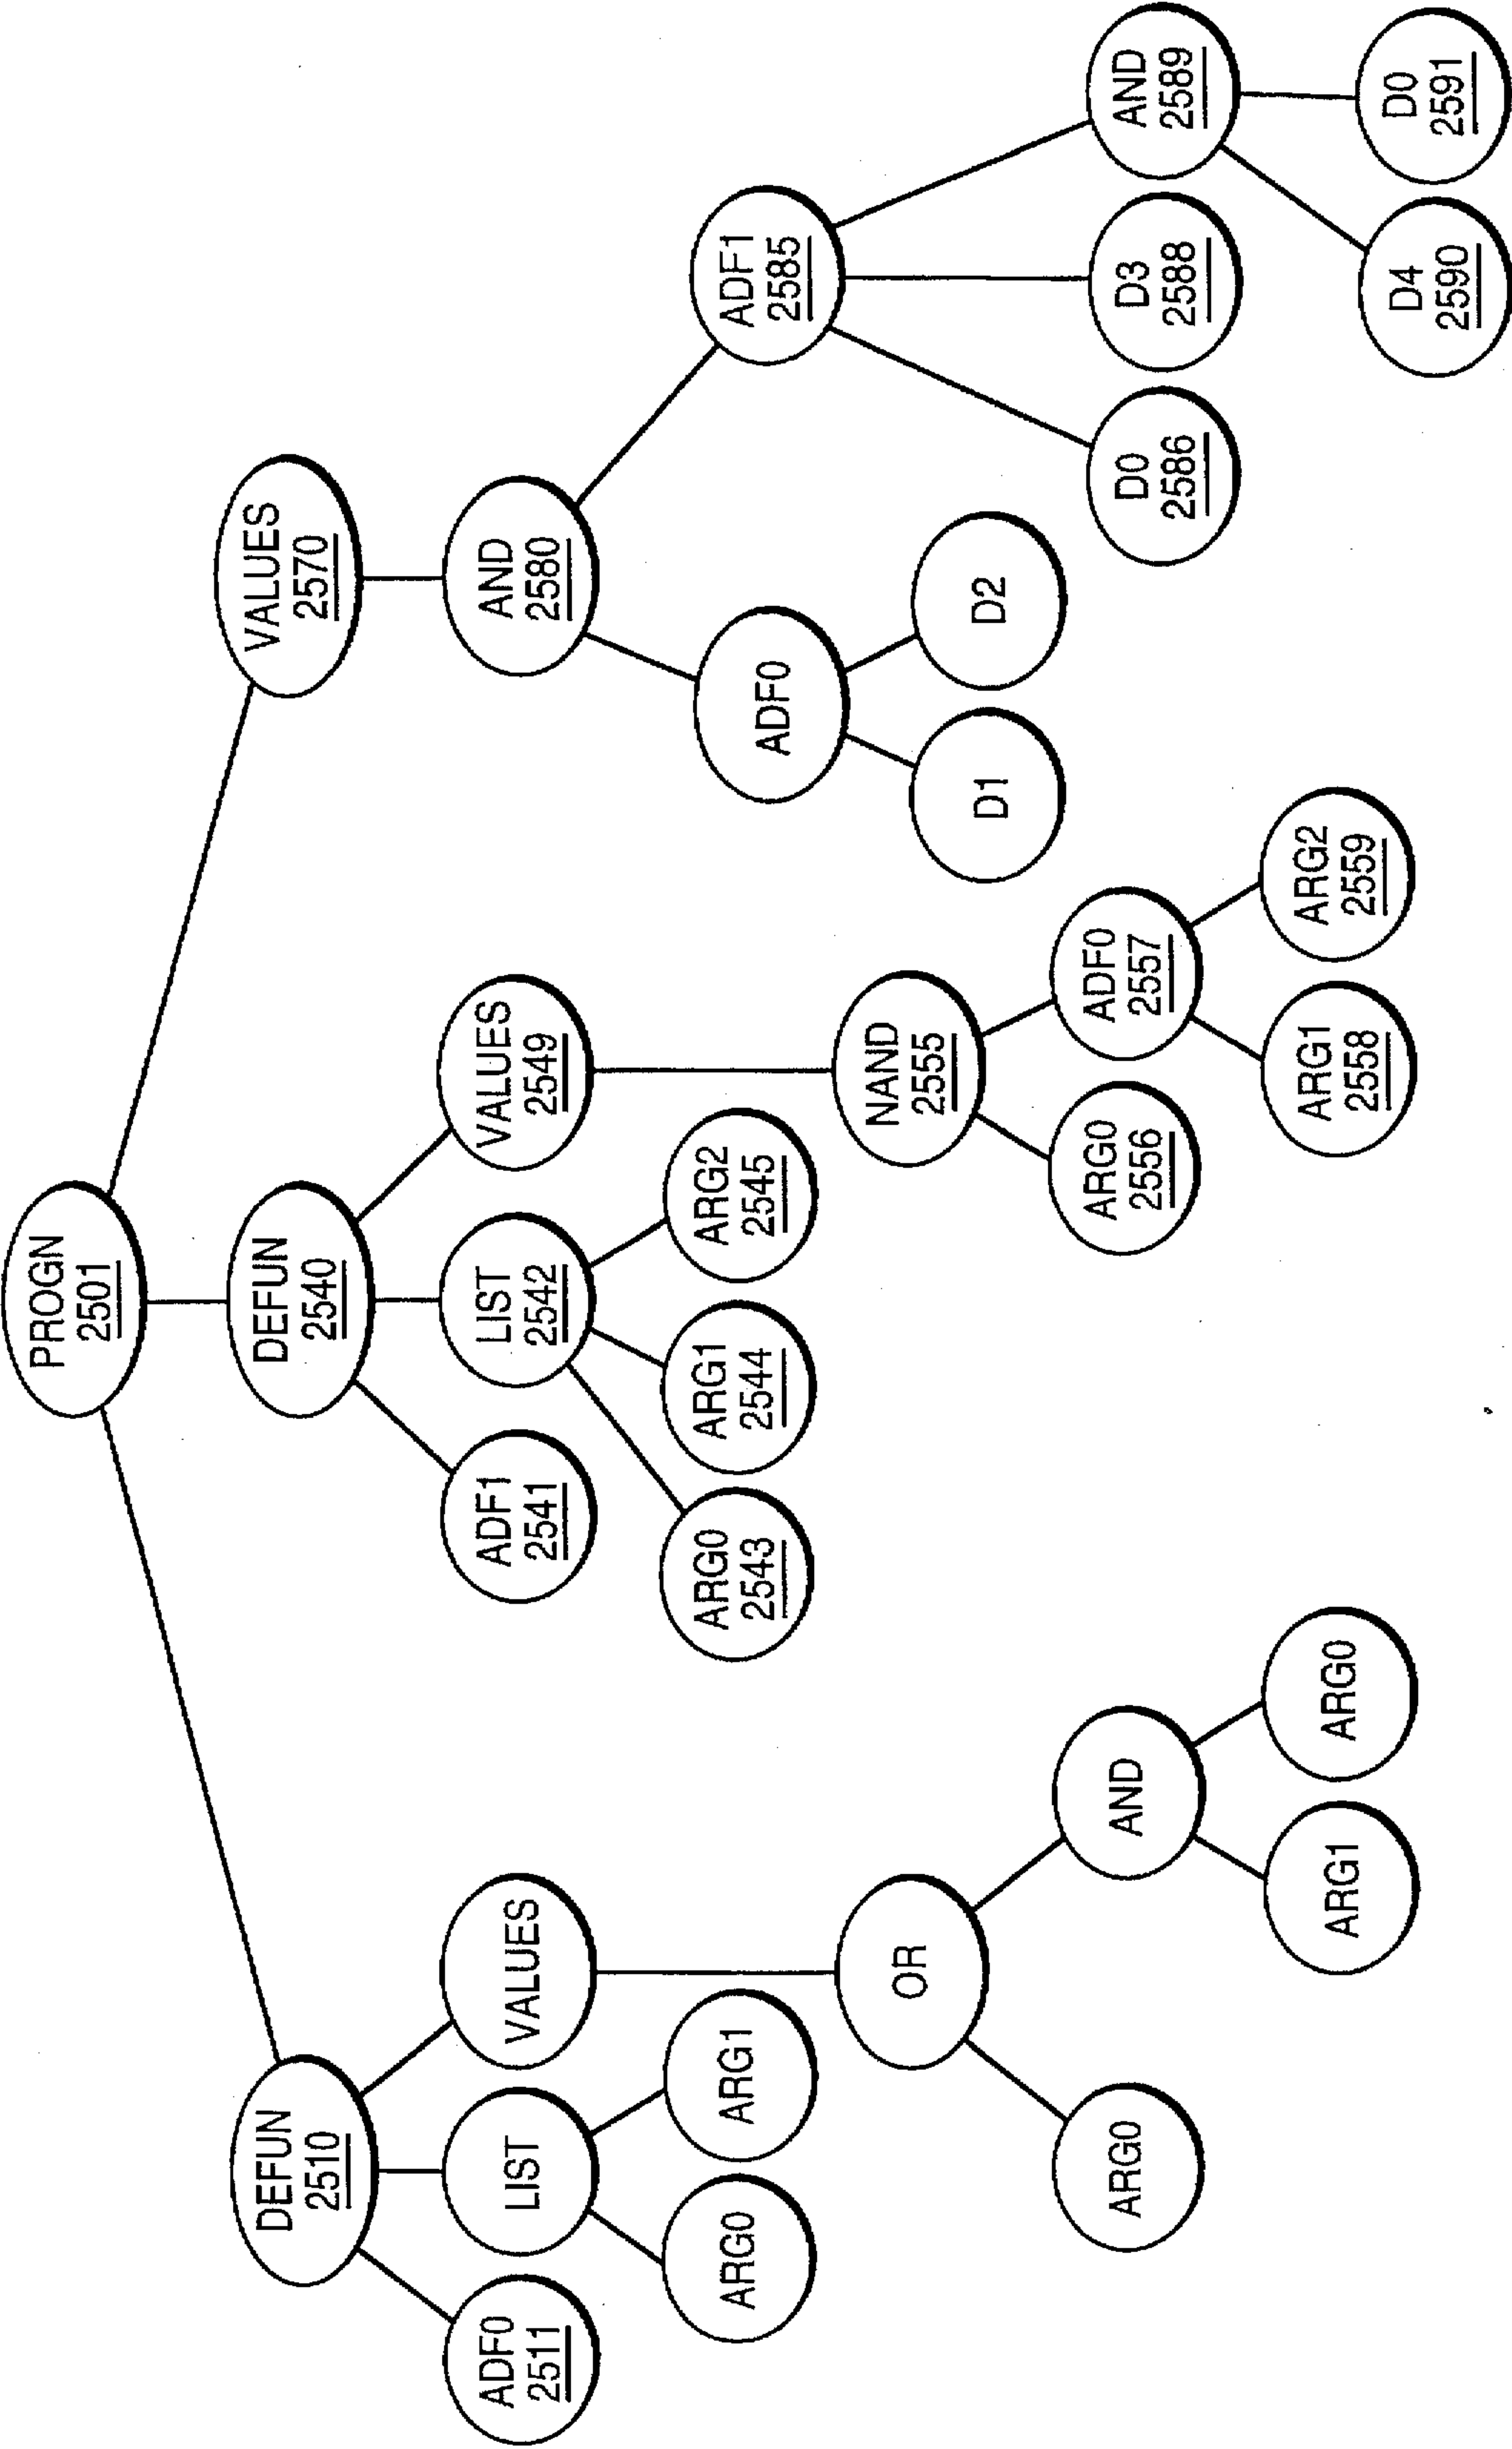 PROGN
2501
DEFUN
2510
DEFUN
2540
VALUES
2570
ADF0
2511
LIST
VALUES
ADF1
2541
LIST
2542
VALUES
2549
AND
2580
ARG0
ARG1
ARG0
2543
ARG1
2544
ARG2
2545
ADF0
ADF1
2585
OR
NAND
2555
D1
D2
ARG0
AND
ARG0
2556
ADF0
2557
D0
2586
D3
2588
AND
2589
ARG1
ARG0
ARG1
2558
ARG2
2559
D4
2590
D0
2591